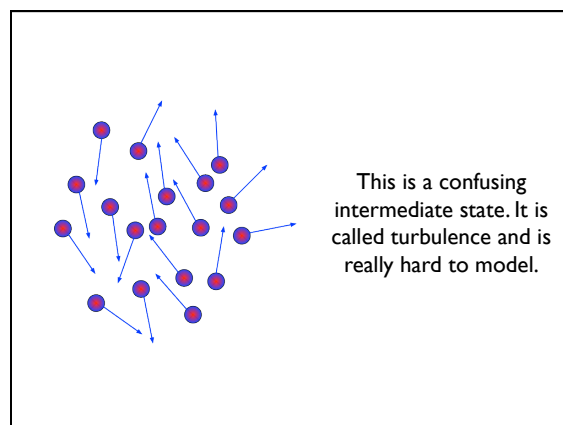 This is a confusing
intermediate state. It is
called turbulence and is
really hard to model.